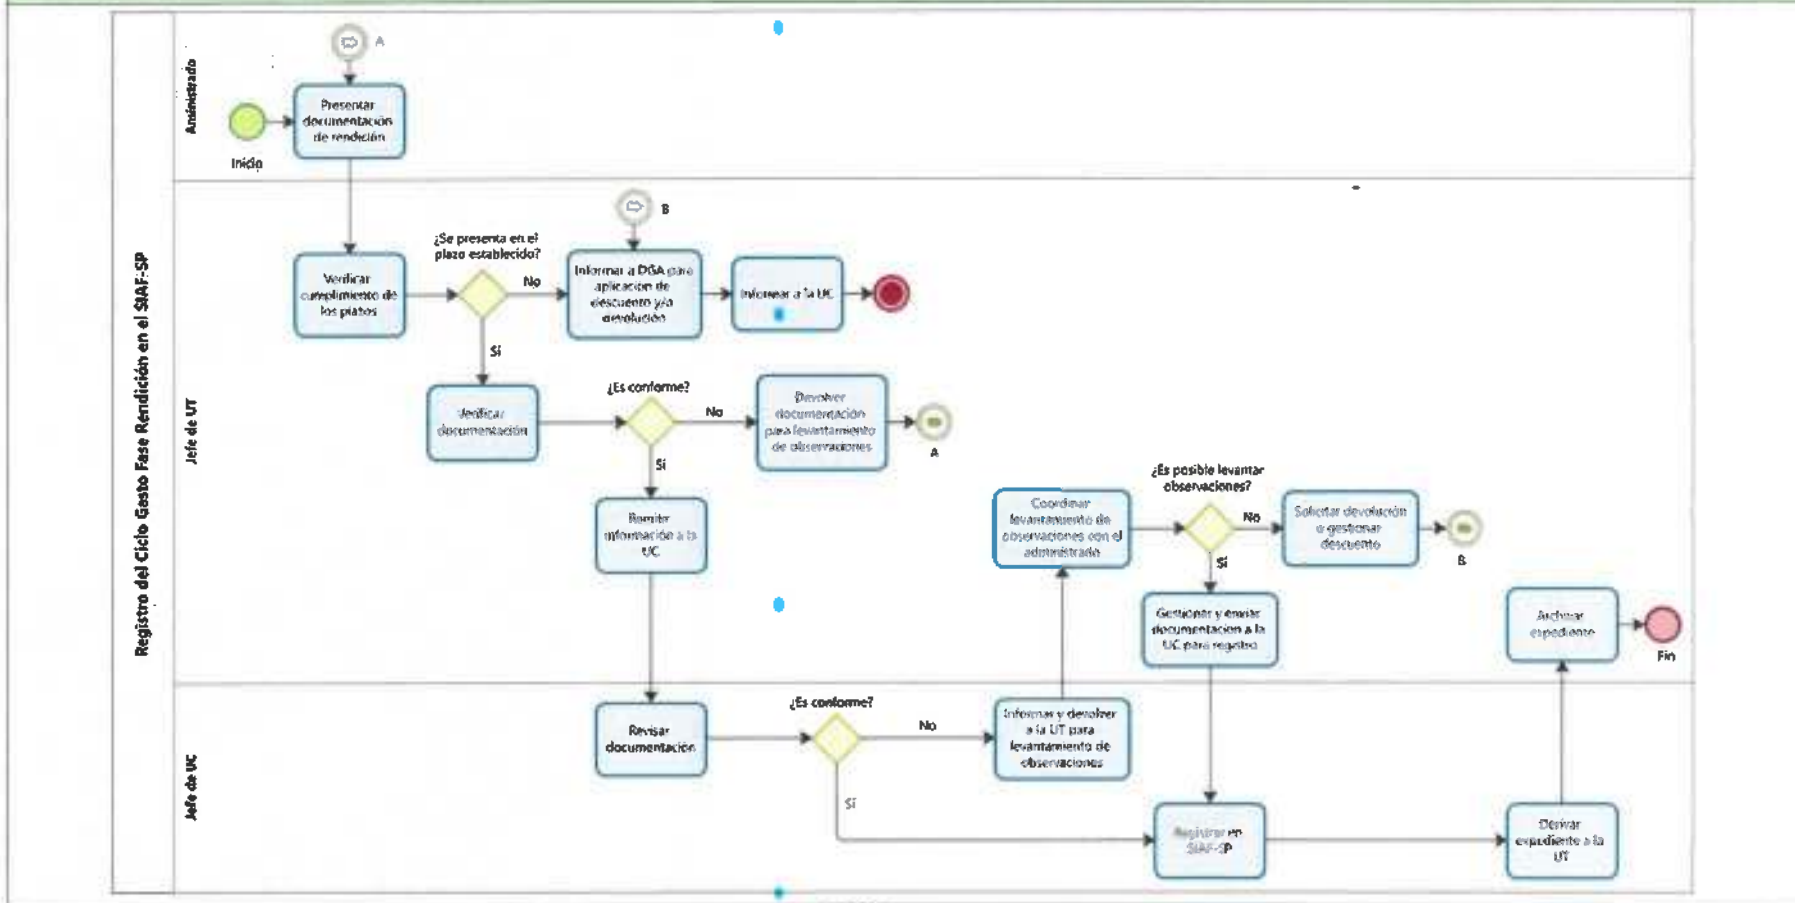 Registro del Ciclo Gasto Fase Rendición en el SIAF-SP
Administrado
A
Presentar
documentación
de rendición
Inicio
Jefe de UT
B
Verificar
cumplimiento de
los plazos
¿Se presenta en el
plazo establecido?
No
Informar a DGA para
aplicación de
descuento y/o
devolución
Informar a la UC
Sí
Verificar
documentación
¿Es conforme?
No
Devolver
documentación
para levantamiento
de observaciones
A
Sí
Remitir
información a la
UC
Coordinar
levantamiento de
observaciones con el
administrado
¿Es posible levantar
observaciones?
No
Solicitar devolución
o gestionar
descuento
B
Sí
Gestionar y enviar
documentación a la
UC para registro
Archivar
expediente
Fin
Jefe de UC
Revisar
documentación
¿Es conforme?
No
Informar y devolver
a la UT para
levantamiento de
observaciones
Sí
Registrar en
SIAF-SP
Derivar
expediente a la
UT